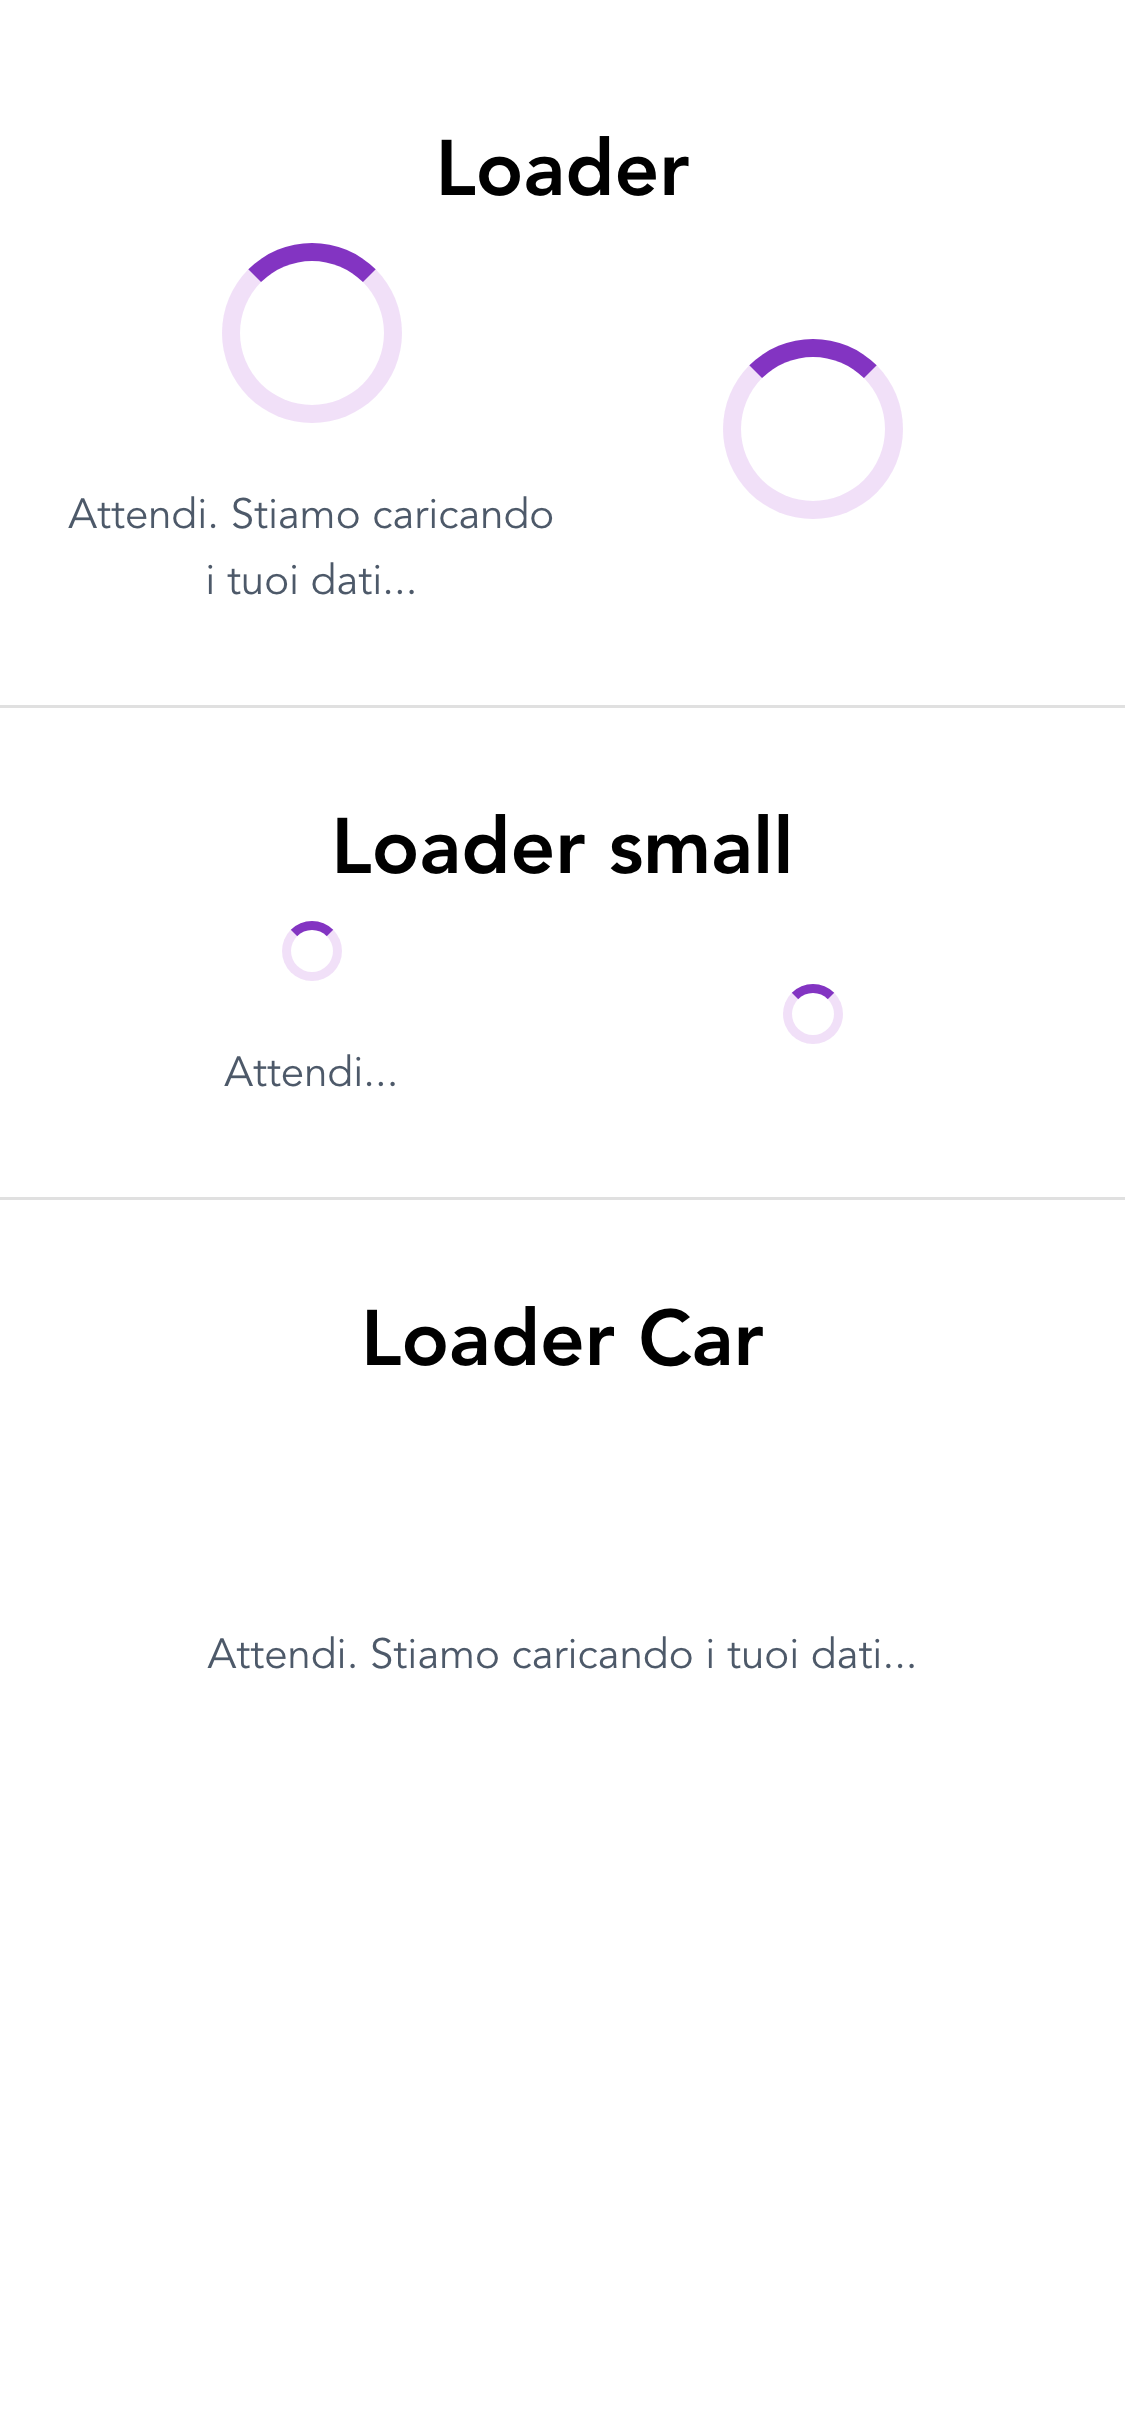 Loader
Attendi. Stiamo caricando
i tuoi dati...
Loader small
Attendi...
Loader Car
Attendi. Stiamo caricando i tuoi dati...